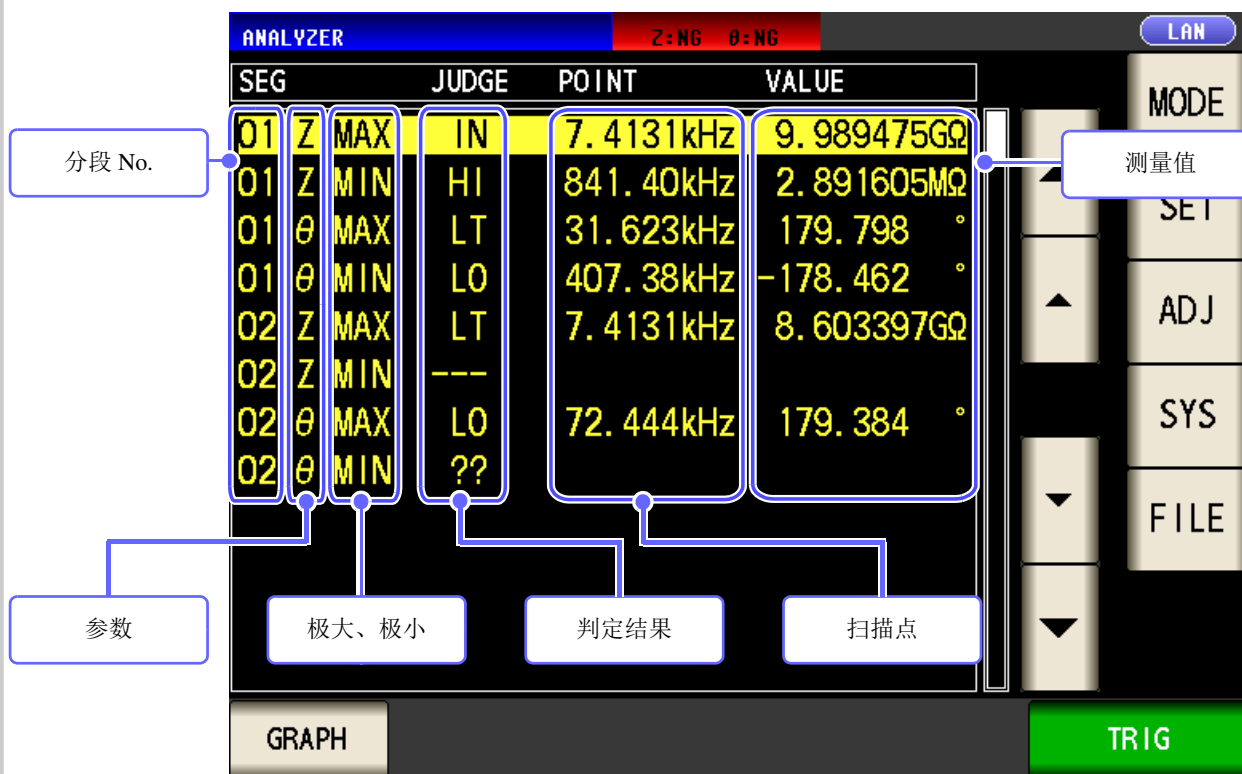 ANALYZER Z:NG θ:NG LAN
SEG JUDGE POINT VALUE
MODE
01 Z MAX IN 7.4131kHz 9.989475GΩ
分段 No.
测量值
01 Z MIN HI 841.40kHz 2.891605MΩ
SET
01 θ MAX LT 31.623kHz 179.798 °
01 θ MIN LO 407.38kHz -178.462 °
ADJ
02 Z MAX LT 7.4131kHz 8.603397GΩ
02 Z MIN ---
02 θ MAX LO 72.444kHz 179.384 °
SYS
02 θ MIN ??
FILE
参数
极大、极小
判定结果
扫描点
GRAPH
TRIG